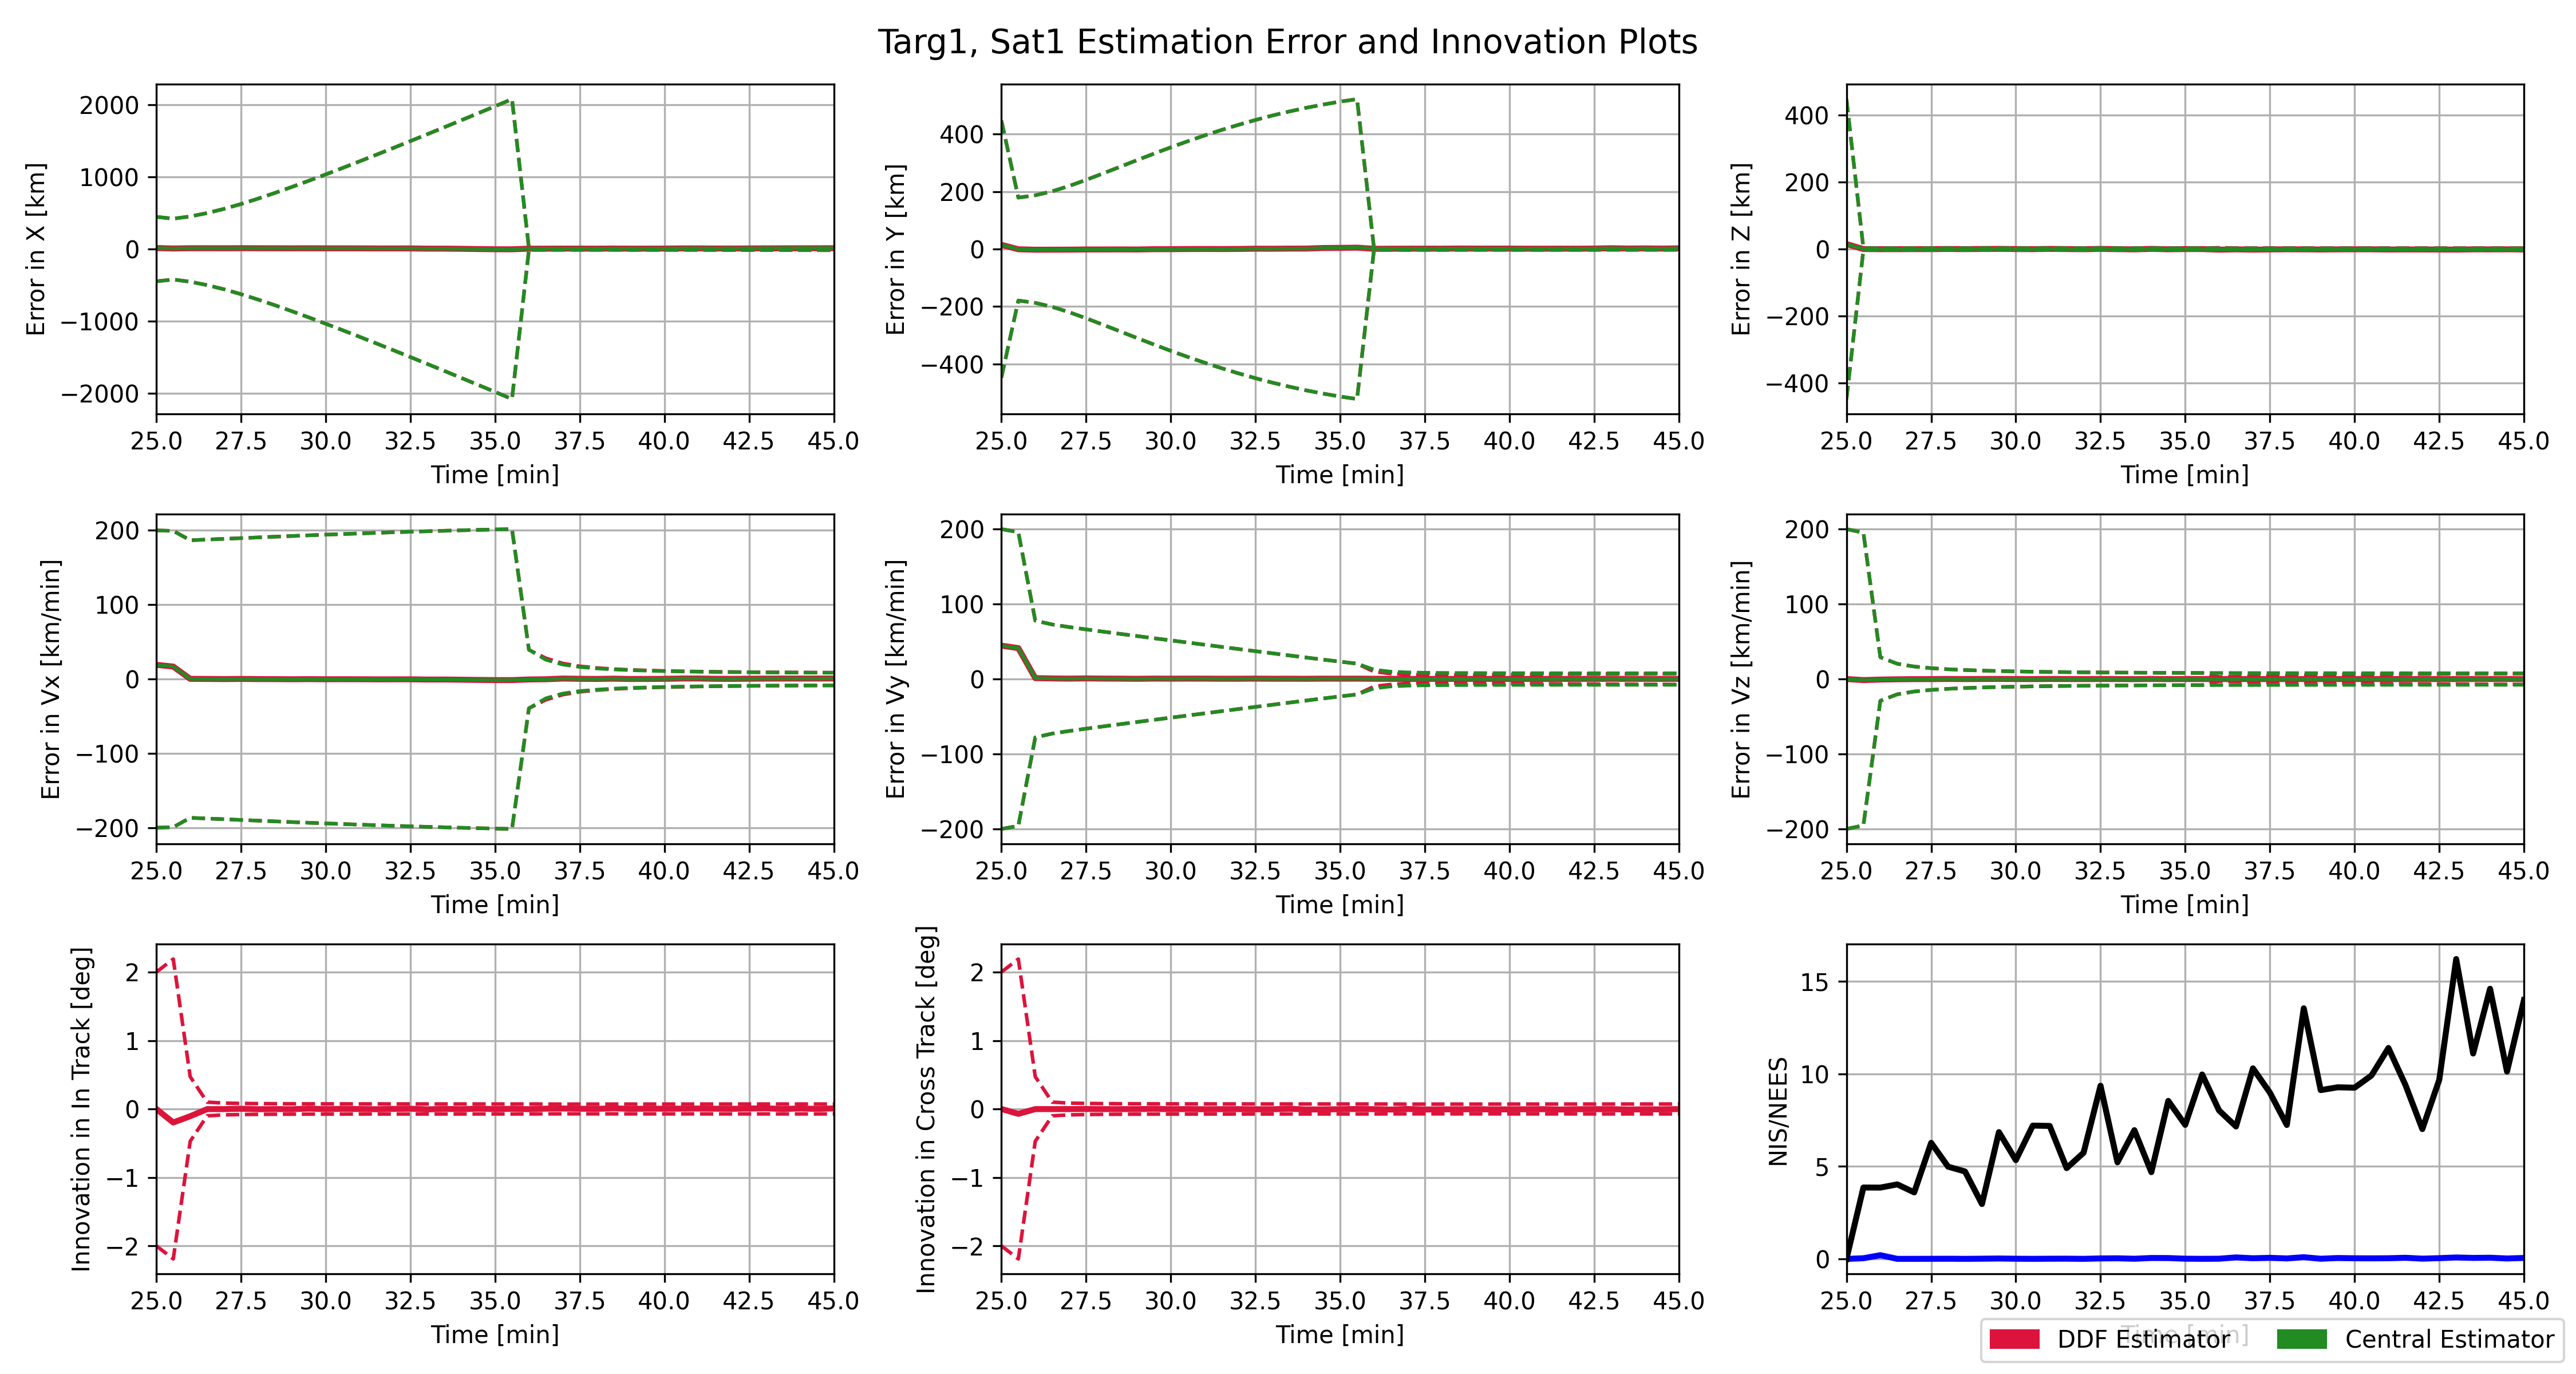 Targ1, Sat1 Estimation Error and Innovation Plots
Error in X [km]
2000
1000
0
−1000
−2000
25.0 27.5 30.0 32.5 35.0 37.5 40.0 42.5 45.0
Time [min]
Error in Y [km]
400
200
0
−200
−400
25.0 27.5 30.0 32.5 35.0 37.5 40.0 42.5 45.0
Time [min]
Error in Z [km]
400
200
0
−200
−400
25.0 27.5 30.0 32.5 35.0 37.5 40.0 42.5 45.0
Time [min]
Error in Vx [km/min]
200
100
0
−100
−200
25.0 27.5 30.0 32.5 35.0 37.5 40.0 42.5 45.0
Time [min]
Error in Vy [km/min]
200
100
0
−100
−200
25.0 27.5 30.0 32.5 35.0 37.5 40.0 42.5 45.0
Time [min]
Error in Vz [km/min]
200
100
0
−100
−200
25.0 27.5 30.0 32.5 35.0 37.5 40.0 42.5 45.0
Time [min]
Innovation in In Track [deg]
2
1
0
−1
−2
25.0 27.5 30.0 32.5 35.0 37.5 40.0 42.5 45.0
Time [min]
Innovation in Cross Track [deg]
2
1
0
−1
−2
25.0 27.5 30.0 32.5 35.0 37.5 40.0 42.5 45.0
Time [min]
NIS/NEES
15
10
5
0
25.0 27.5 30.0 32.5 35.0 37.5 40.0 42.5 45.0
Time [min]
DDF Estimator Central Estimator